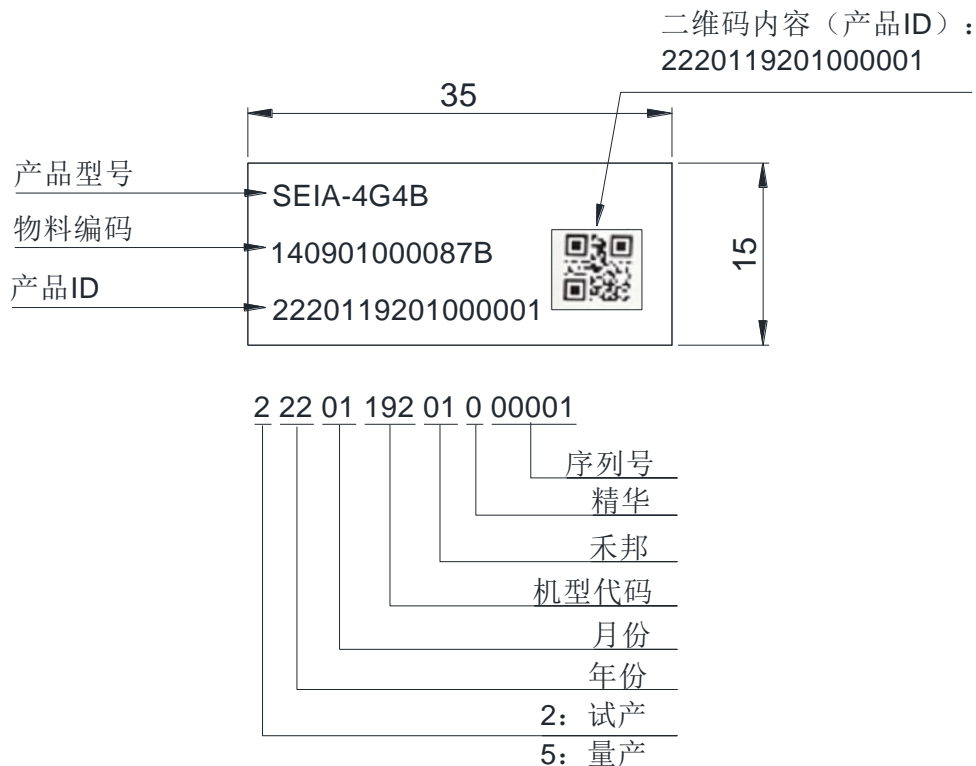 二维码内容（产品ID）：
2220119201000001
35
产品型号
SEIA-4G4B
物料编码
140901000087B
15
产品ID
2220119201000001
2 22 01 192 01 0 00001
序列号
精华
禾邦
机型代码
月份
年份
2：试产
5：量产